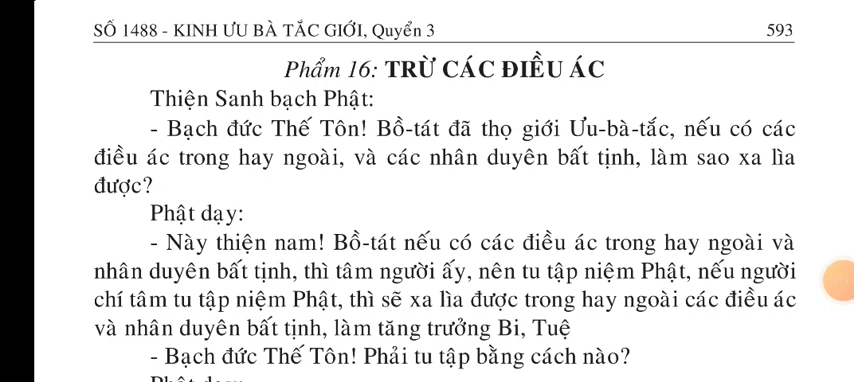 SỐ 1488 - KINH ƯU BÀ TẮC GIỚI, Quyển 3 593
Phẩm 16: TRỪ CÁC ĐIỀU ÁC
Thiện Sanh bạch Phật:
- Bạch đức Thế Tôn! Bồ-tát đã thọ giới Ưu-bà-tắc, nếu có các
điều ác trong hay ngoài, và các nhân duyên bất tịnh, làm sao xa lìa
được?
Phật dạy:
- Này thiện nam! Bồ-tát nếu có các điều ác trong hay ngoài và
nhân duyên bất tịnh, thì tâm người ấy, nên tu tập niệm Phật, nếu người
chí tâm tu tập niệm Phật, thì sẽ xa lìa được trong hay ngoài các điều ác
và nhân duyên bất tịnh, làm tăng trưởng Bi, Tuệ
- Bạch đức Thế Tôn! Phải tu tập bằng cách nào?